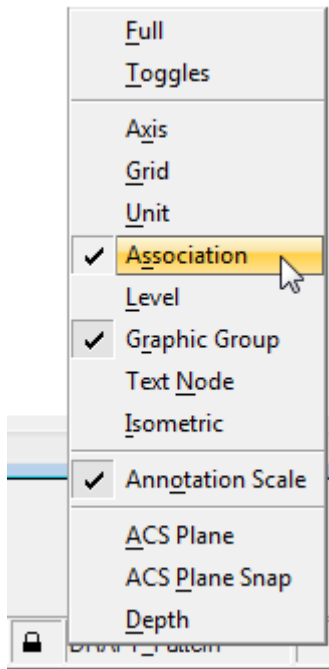 Full
Toggles
Axis
Grid
Unit
Association
Level
Graphic Group
Text Node
Isometric
Annotation Scale
ACS Plane
ACS Plane Snap
Depth